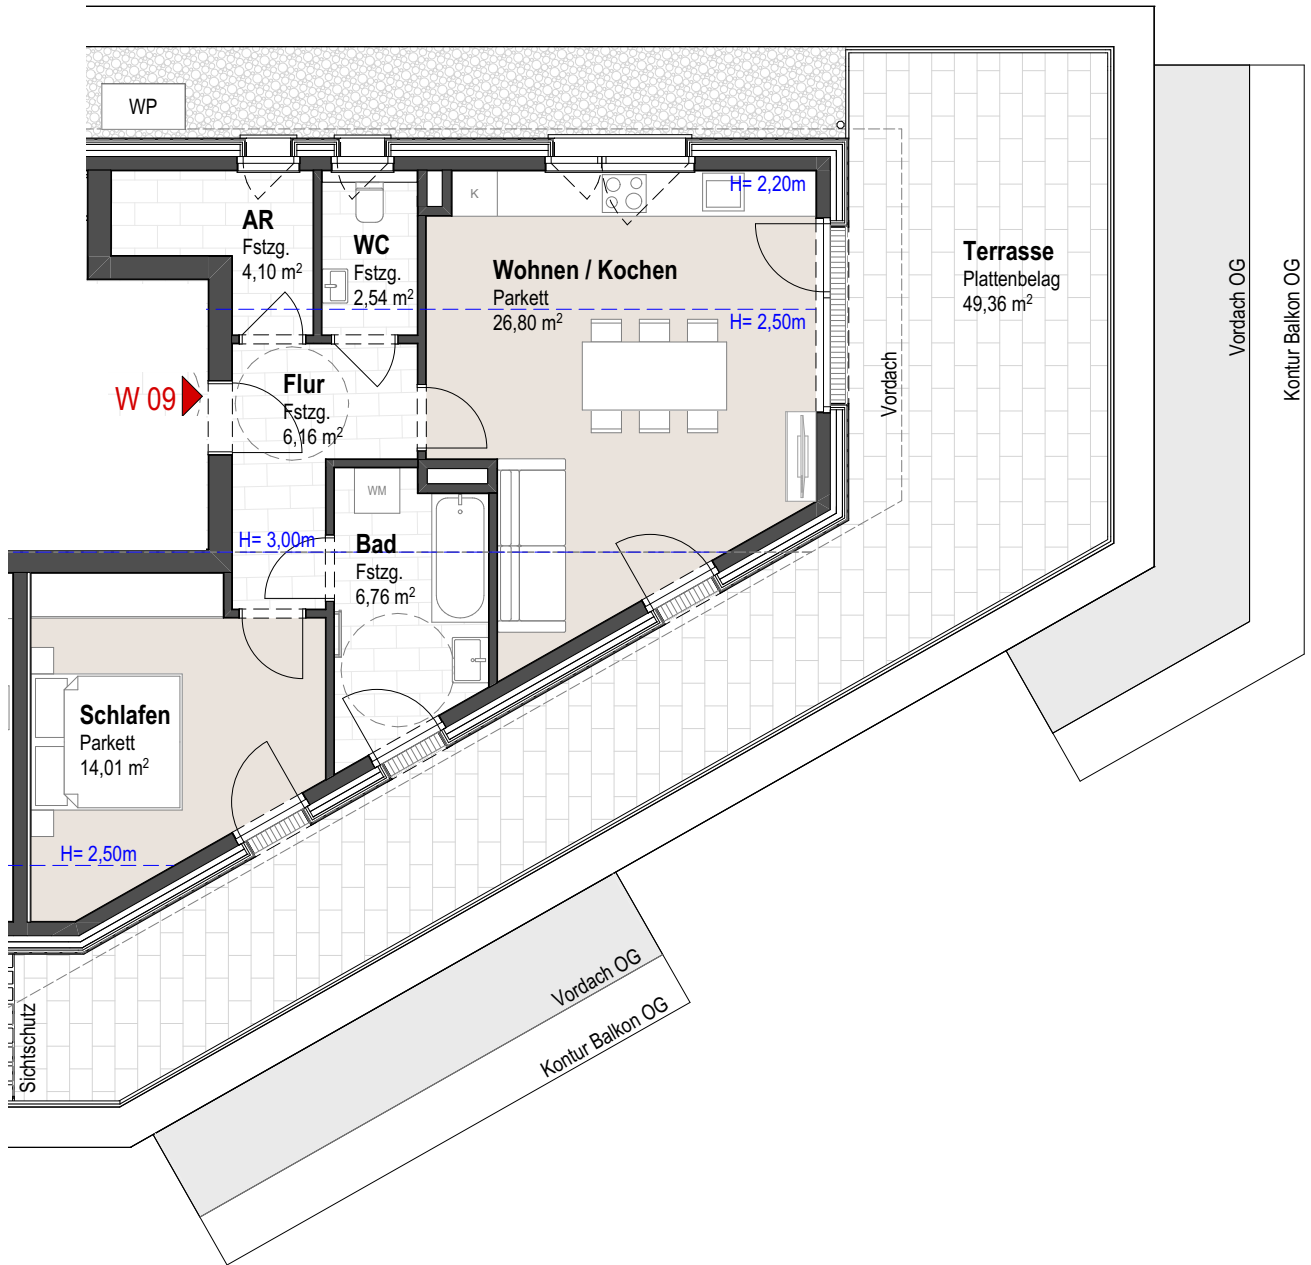 WP
AR
Fstzg.
4,10 m²
WC
Fstzg.
2,54 m²
K
H= 2,20m
Wohnen / Kochen
Parkett
26,80 m²
H= 2,50m
Terrasse
Plattenbelag
49,36 m²
Vordach OG
Kontur Balkon OG
Vordach
W 09
Flur
Fstzg.
6,16 m²
WM
H= 3,00m
Bad
Fstzg.
6,76 m²
Schlafen
Parkett
14,01 m²
H= 2,50m
Sichtschutz
Vordach OG
Kontur Balkon OG